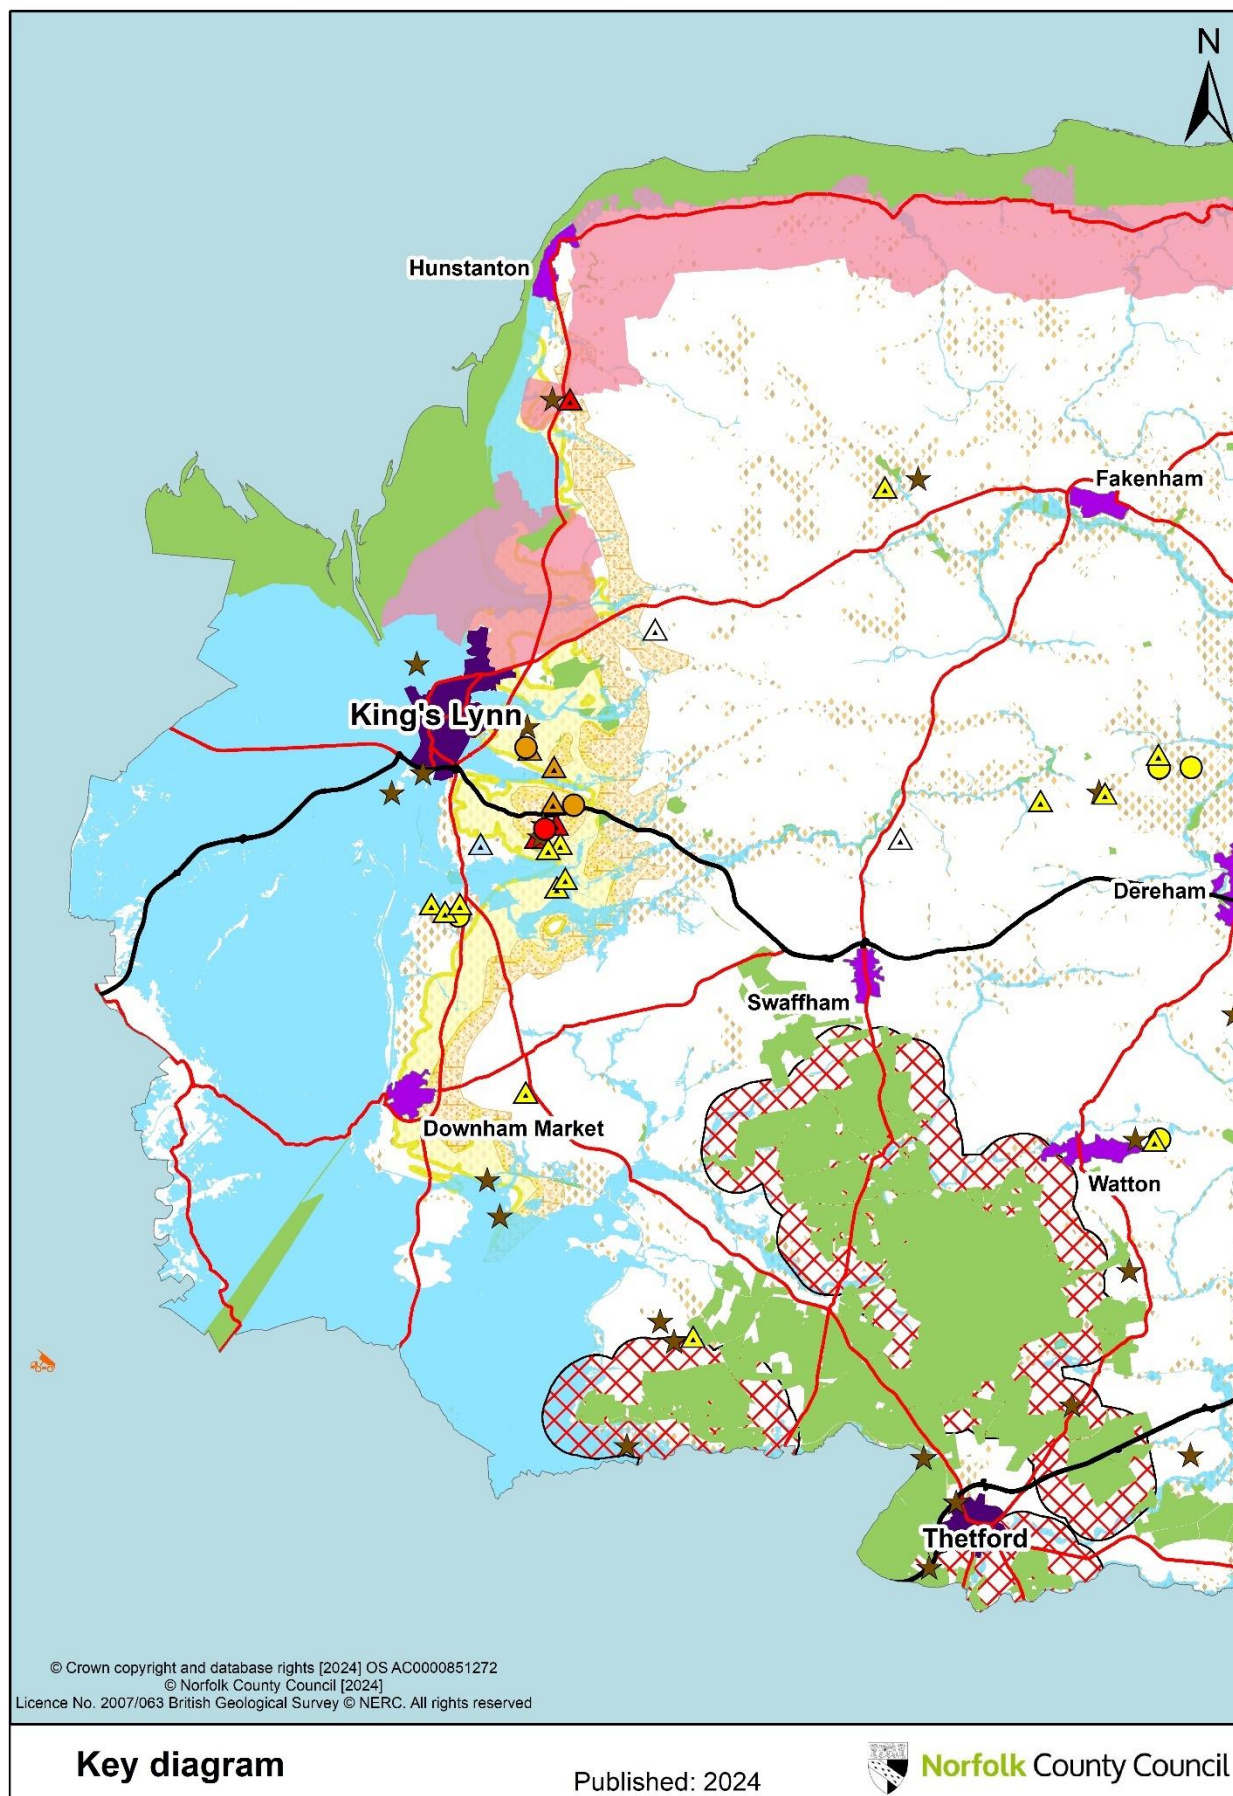 N
Hunstanton
Fakenham
King's Lynn
Dereham
Swaffham
Downham Market
Watton
Thetford
© Crown copyright and database rights [2024] OS AC0000851272
© Norfolk County Council [2024]
Licence No. 2007/063 British Geological Survey © NERC. All rights reserved
Key diagram
Published: 2024
Norfolk County Council